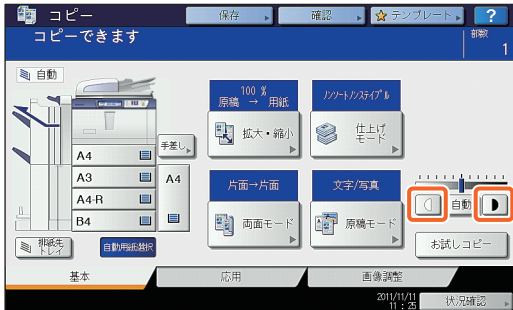 コピー
保存
確認
テンプレート
?
コピーできます
部数
1
自動
100 %
原稿 → 用紙
ノンソート/ノンステイプル
拡大・縮小
仕上げ
モード
手差し
A4
A3
A4-R
B4
A4
片面→片面
文字/写真
両面モード
原稿モード
自動
排紙先
トレイ
自動用紙選択
お試しコピー
基本
応用
画像調整
2011/11/11
11 : 25
状況確認